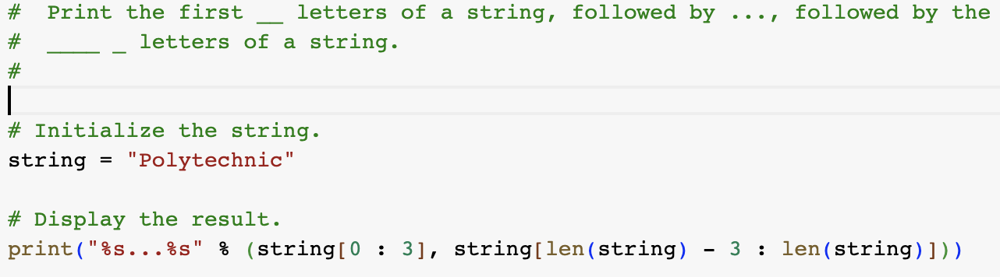 #  Print the first __ letters of a string, followed by ..., followed by the
#  ____ _ letters of a string.
#
# Initialize the string.
string = "Polytechnic"
# Display the result.
print("%s...%s" % (string[0 : 3], string[len(string) - 3 : len(string)]))